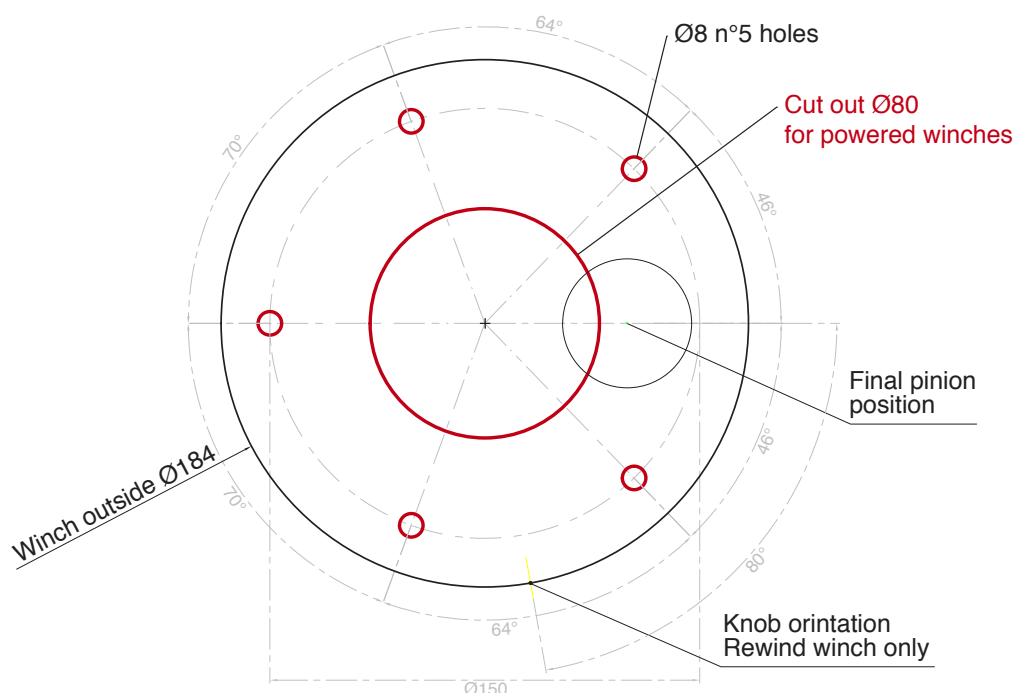 64°
Ø8 n°5 holes
Cut out Ø80
for powered winches
70°
46°
Final pinion
position
46°
Winch outside Ø184
70°
80°
Knob orintation
Rewind winch only
64°
Ø150